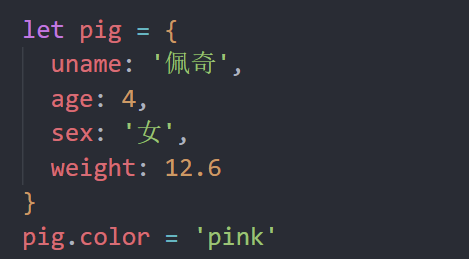 let pig = {
  uname: '佩奇',
  age: 4,
  sex: '女',
  weight: 12.6
}
pig.color = 'pink'